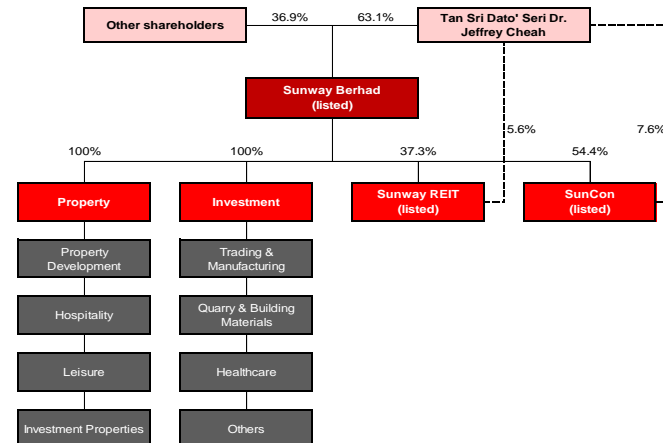 Other shareholders
36.9%
63.1%
Tan Sri Dato' Seri Dr.
Jeffrey Cheah
Sunway Berhad
(listed)
5.6%
7.6%
100%
100%
37.3%
54.4%
Property
Investment
Sunway REIT
(listed)
SunCon
(listed)
Property
Development
Trading &
Manufacturing
Hospitality
Quarry & Building
Materials
Leisure
Healthcare
Investment Properties
Others